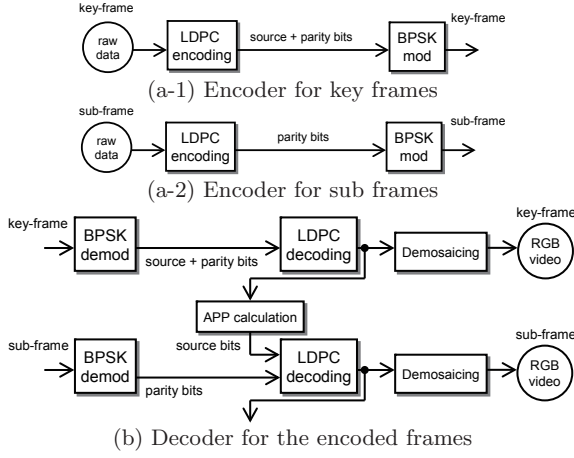 key-frame
raw
data
LDPC
encoding
source + parity bits
BPSK
mod
key-frame
(a-1) Encoder for key frames
sub-frame
raw
data
LDPC
encoding
parity bits
BPSK
mod
sub-frame
(a-2) Encoder for sub frames
key-frame
BPSK
demod
source + parity bits
LDPC
decoding
Demosaicing
key-frame
RGB
video
APP calculation
source bits
sub-frame
BPSK
demod
parity bits
LDPC
decoding
Demosaicing
sub-frame
RGB
video
(b) Decoder for the encoded frames